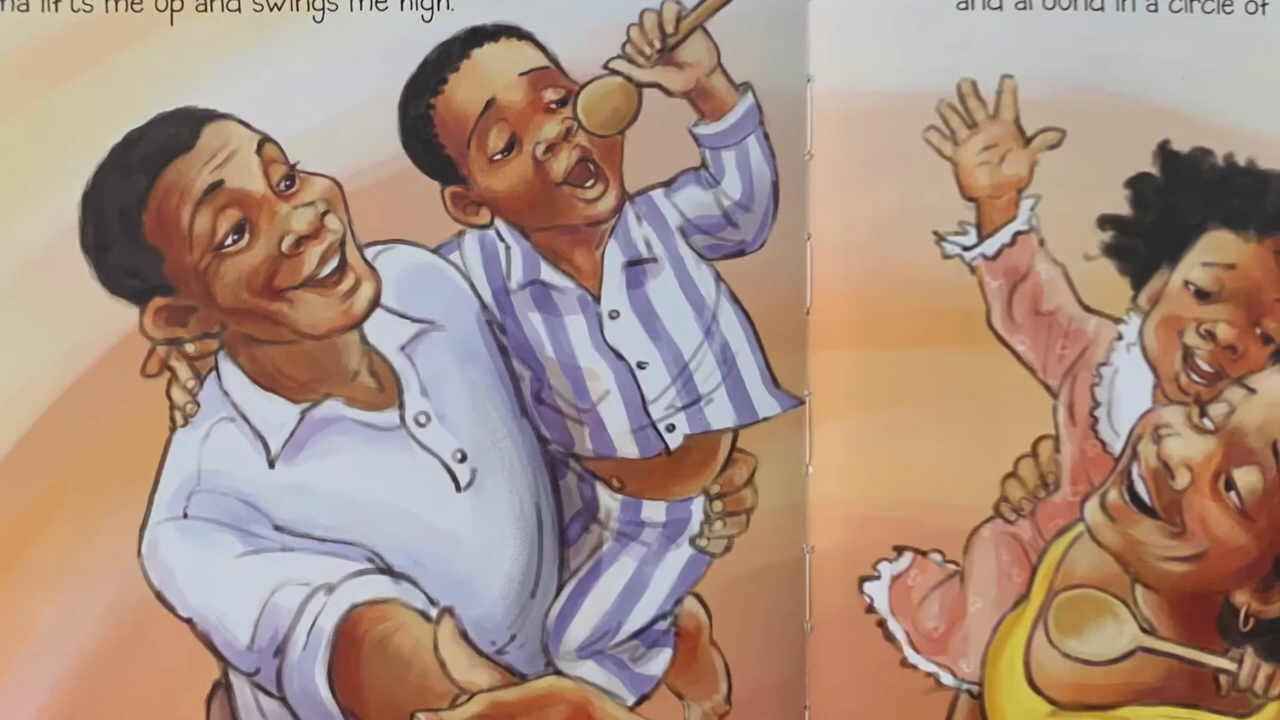 lifts me up and swings me high.
and around in a circle of